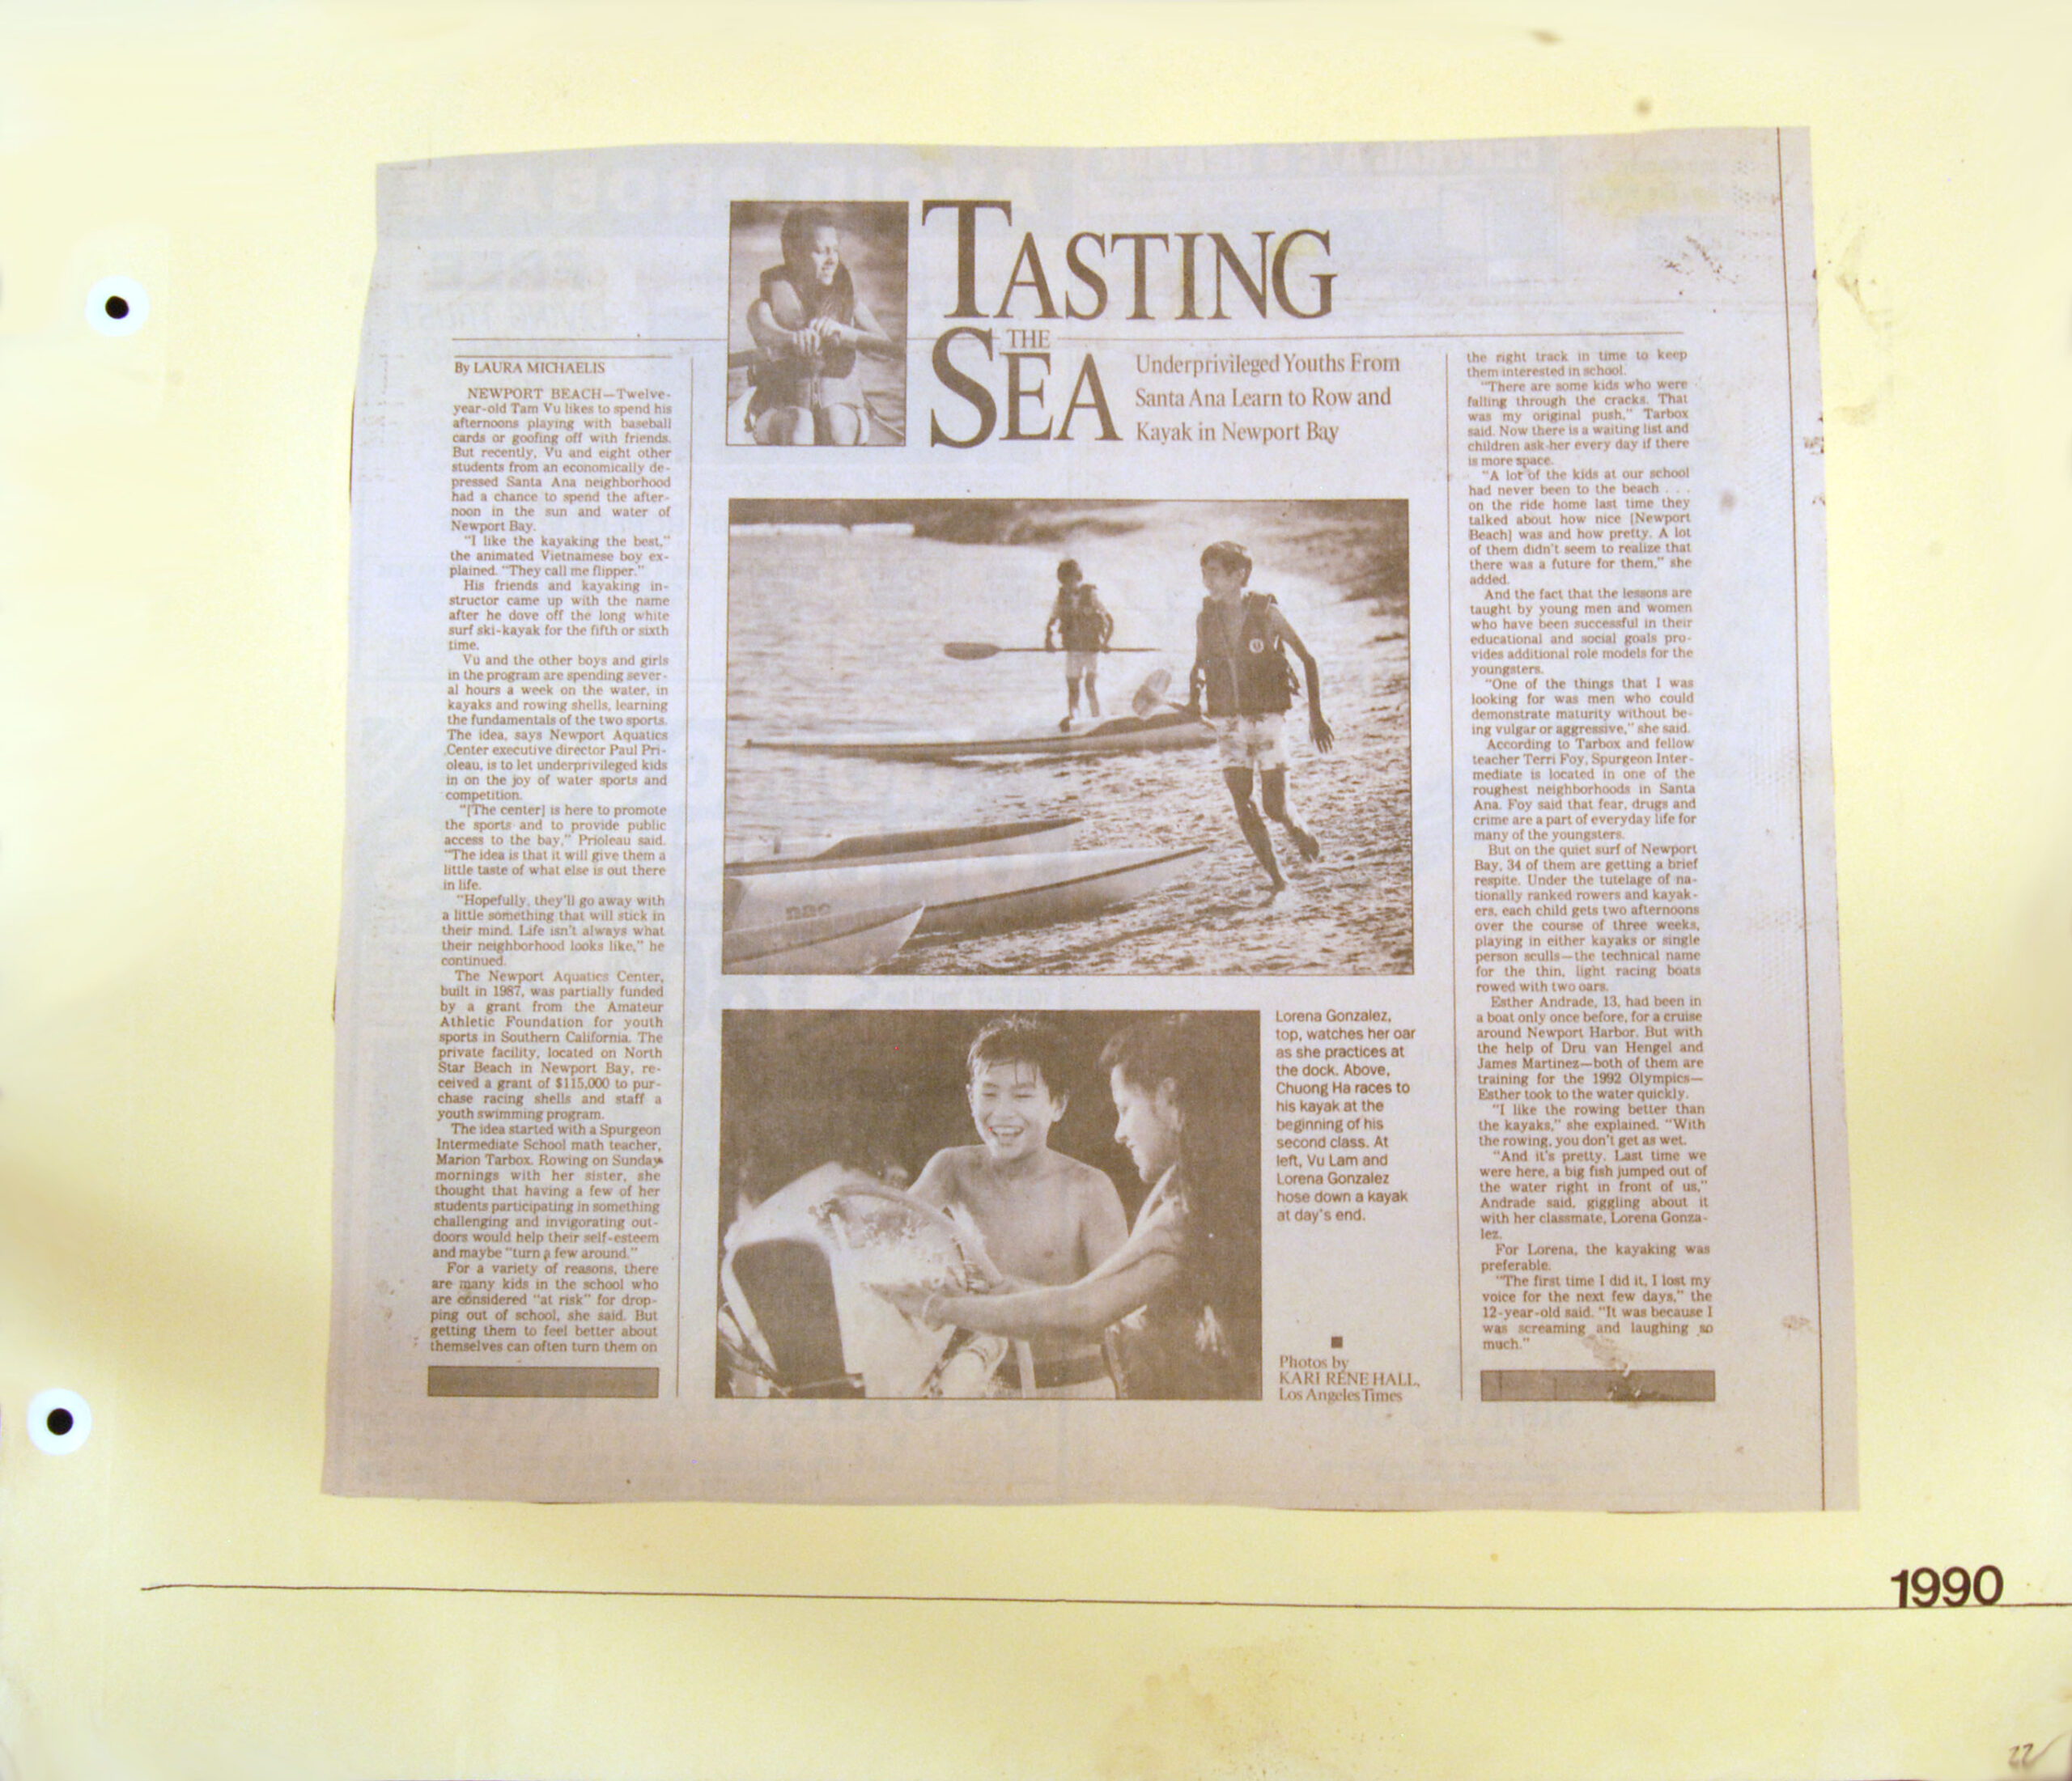 TASTING
THE
SEA
Underprivileged Youths From
Santa Ana Learn to Row and
Kayak in Newport Bay
By LAURA MICHAELIS
NEWPORT BEACH—Twelve-
year-old Tam Vu likes to spend his
afternoons playing with baseball
cards or goofing off with friends.
But recently, Vu and eight other
students from an economically de-
pressed Santa Ana neighborhood
had a chance to spend the after-
noon in the sun and water of
Newport Bay.
"I like the kayaking the best,"
the animated Vietnamese boy ex-
plained. "They call me flipper."
His friends and kayaking in-
structor came up with the name
after he dove off the long white
surf ski-kayak for the fifth or sixth
time.
Vu and the other boys and girls
in the program are spending sever-
al hours a week on the water, in
kayaks and rowing shells, learning
the fundamentals of the two sports.
The idea, says Newport Aquatics
Center executive director Paul Pri-
oleau, is to let underprivileged kids
in on the joy of water sports and
competition.
"[The center] is here to promote
the sports and to provide public
access to the bay," Prioleau said.
"The idea is that it will give them a
little taste of what else is out there
in life.
"Hopefully, they'll go away with
a little something that will stick in
their mind. Life isn't always what
their neighborhood looks like," he
continued.
The Newport Aquatics Center,
built in 1987, was partially funded
by a grant from the Amateur
Athletic Foundation for youth
sports in Southern California. The
private facility, located on North
Star Beach in Newport Bay, re-
ceived a grant of $115,000 to pur-
chase racing shells and staff a
youth swimming program.
The idea started with a Spurgeon
Intermediate School math teacher,
Marion Tarbox. Rowing on Sunday
mornings with her sister, she
thought that having a few of her
students participating in something
challenging and invigorating out-
doors would help their self-esteem
and maybe "turn a few around."
For a variety of reasons, there
are many kids in the school who
are considered "at risk" for drop-
ping out of school, she said. But
getting them to feel better about
themselves can often turn them on
nac
Lorena Gonzalez,
top, watches her oar
as she practices at
the dock. Above,
Chuong Ha races to
his kayak at the
beginning of his
second class. At
left, Vu Lam and
Lorena Gonzalez
hose down a kayak
at day's end.
Photos by
KARI RENE HALL,
Los Angeles Times
the right track in time to keep
them interested in school.
"There are some kids who were
falling through the cracks. That
was my original push," Tarbox
said. Now there is a waiting list and
children ask her every day if there
is more space.
"A lot of the kids at our school
had never been to the beach . . .
on the ride home last time they
talked about how nice [Newport
Beach] was and how pretty. A lot
of them didn't seem to realize that
there was a future for them," she
added.
And the fact that the lessons are
taught by young men and women
who have been successful in their
educational and social goals pro-
vides additional role models for the
youngsters.
"One of the things that I was
looking for was men who could
demonstrate maturity without be-
ing vulgar or aggressive," she said.
According to Tarbox and fellow
teacher Terri Foy, Spurgeon Inter-
mediate is located in one of the
roughest neighborhoods in Santa
Ana. Foy said that fear, drugs and
crime are a part of everyday life for
many of the youngsters.
But on the quiet surf of Newport
Bay, 34 of them are getting a brief
respite. Under the tutelage of na-
tionally ranked rowers and kayak-
ers, each child gets two afternoons
over the course of three weeks,
playing in either kayaks or single
person sculls—the technical name
for the thin, light racing boats
rowed with two oars.
Esther Andrade, 13, had been in
a boat only once before, for a cruise
around Newport Harbor. But with
the help of Dru van Hengel and
James Martinez—both of them are
training for the 1992 Olympics—
Esther took to the water quickly.
"I like the rowing better than
the kayaks," she explained. "With
the rowing, you don't get as wet.
"And it's pretty. Last time we
were here, a big fish jumped out of
the water right in front of us,"
Andrade said, giggling about it
with her classmate, Lorena Gonza-
lez.
For Lorena, the kayaking was
preferable.
"The first time I did it, I lost my
voice for the next few days," the
12-year-old said. "It was because I
was screaming and laughing so
much."
1990
22